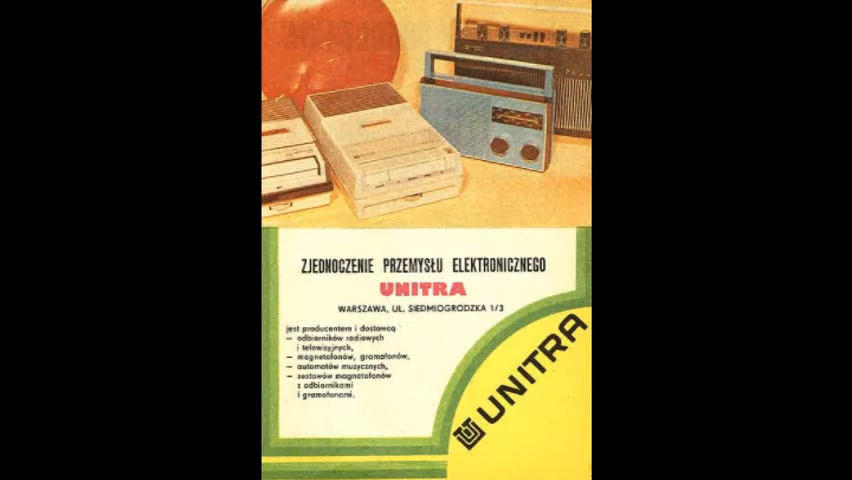 ZJEDNOCZENIE PRZEMYSŁU ELEKTRONICZNEGO
UNITRA
WARSZAWA, UL. SIEDMIOGRODZKA 1/3
jest producentem i dostawcą
— odbiorników radiowych
i telewizyjnych,
— magnetofonów, gramofonów,
— automatów muzycznych,
— zestawów magnetofonów
z odbiornikami
i gramofonami.
UNITRA